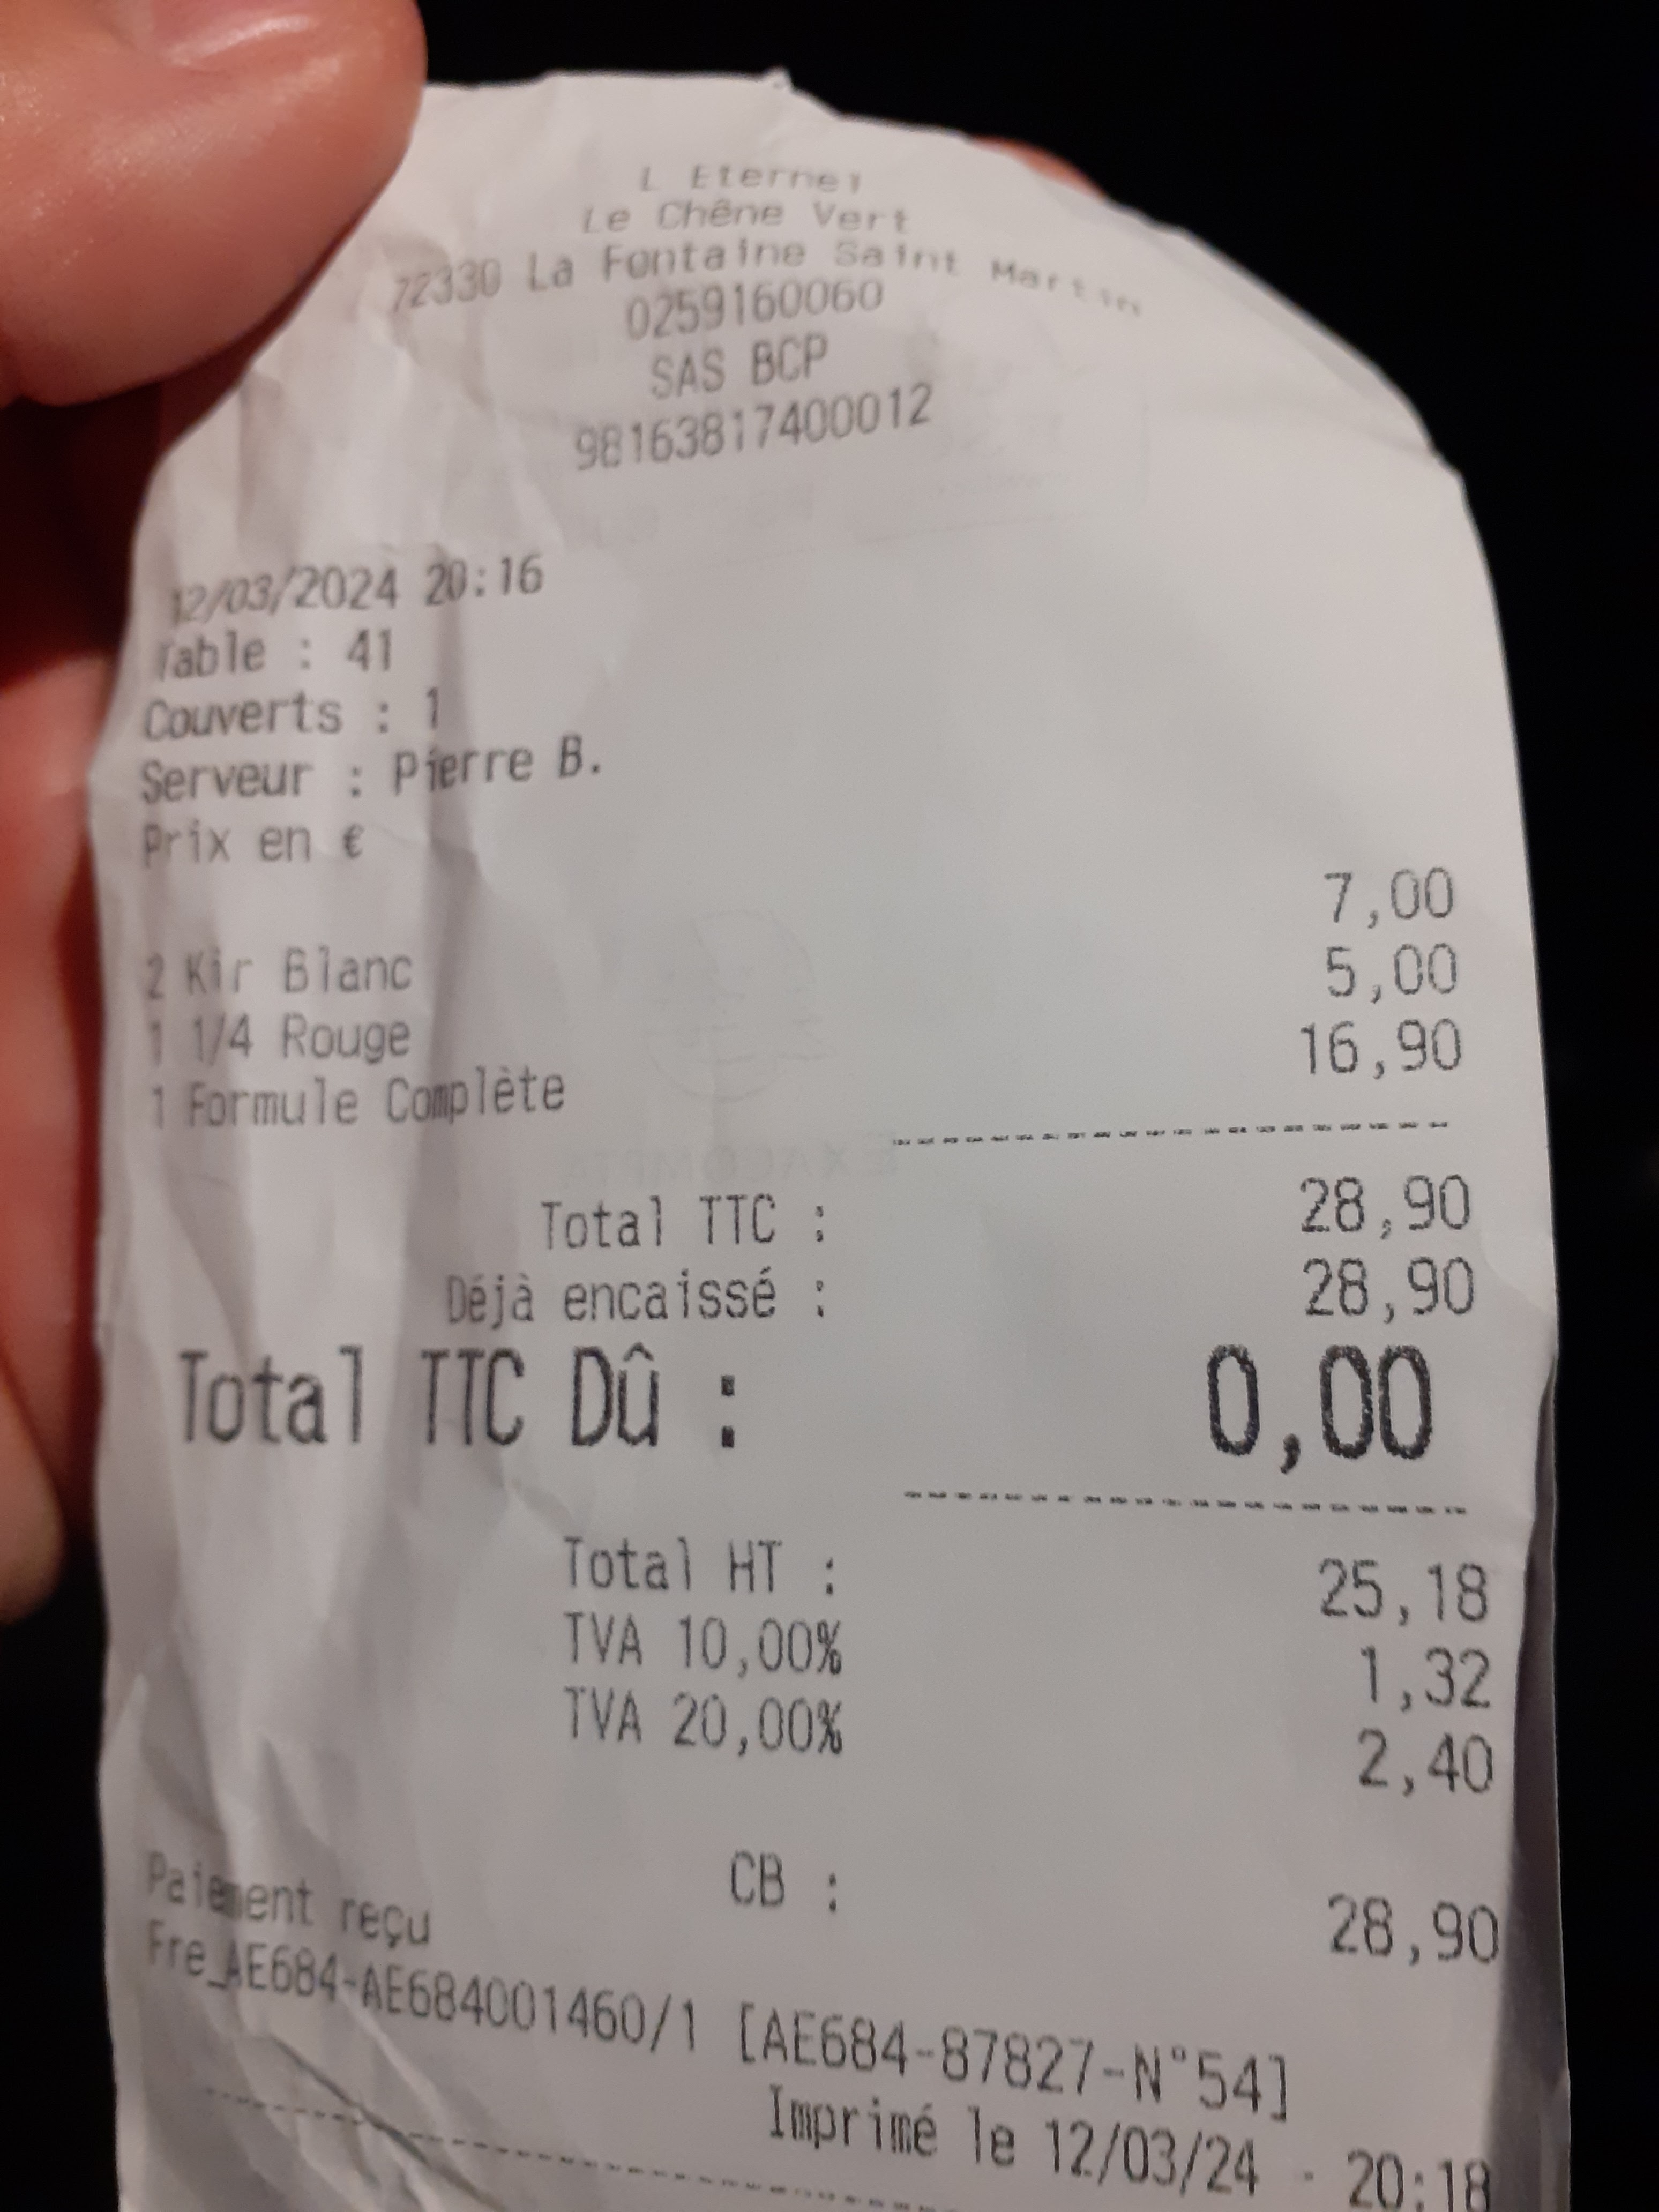 L Eternel
Le Chêne Vert
72330 La Fontaine Saint Martin
0259160060
SAS BCP
98163817400012
12/03/2024 20:16
Table : 41
Couverts : 1
Serveur : Pierre B.
Prix en €
2 Kir Blanc 7,00
1 1/4 Rouge 5,00
1 Formule Complète 16,90
Total TTC : 28,90
Déjà encaissé : 28,90
Total TTC Dû : 0,00
Total HT : 25,18
TVA 10,00% 1,32
TVA 20,00% 2,40
CB : 28,90
Paiement reçu
Fre_AE684-AE684001460/1 [AE684-87827-N°54]
Imprimé le 12/03/24 - 20:18